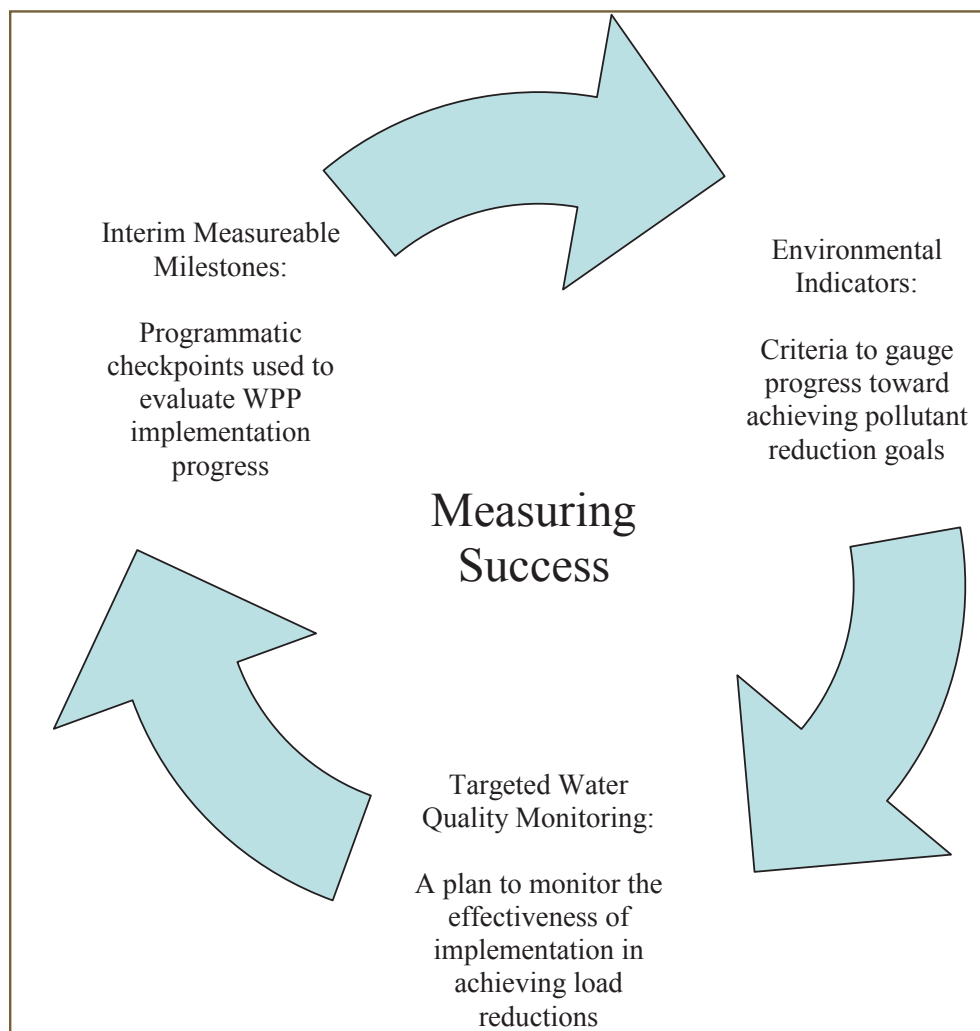 Interim Measureable
Milestones:
Programmatic
checkpoints used to
evaluate WPP
implementation
progress
Environmental
Indicators:
Criteria to gauge
progress toward
achieving pollutant
reduction goals
Measuring
Success
Targeted Water
Quality Monitoring:
A plan to monitor the
effectiveness of
implementation in
achieving load
reductions